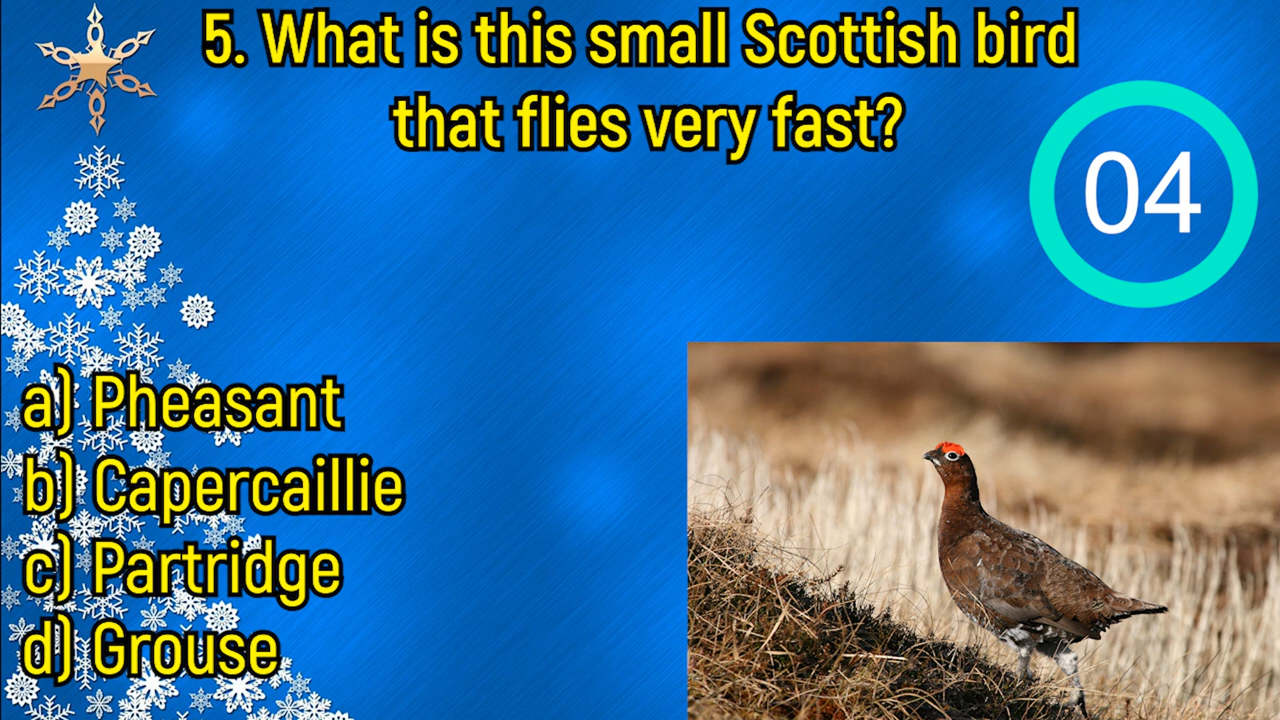 5. What is this small Scottish bird
that flies very fast?
04
a) Pheasant
b) Capercaillie
c) Partridge
d) Grouse